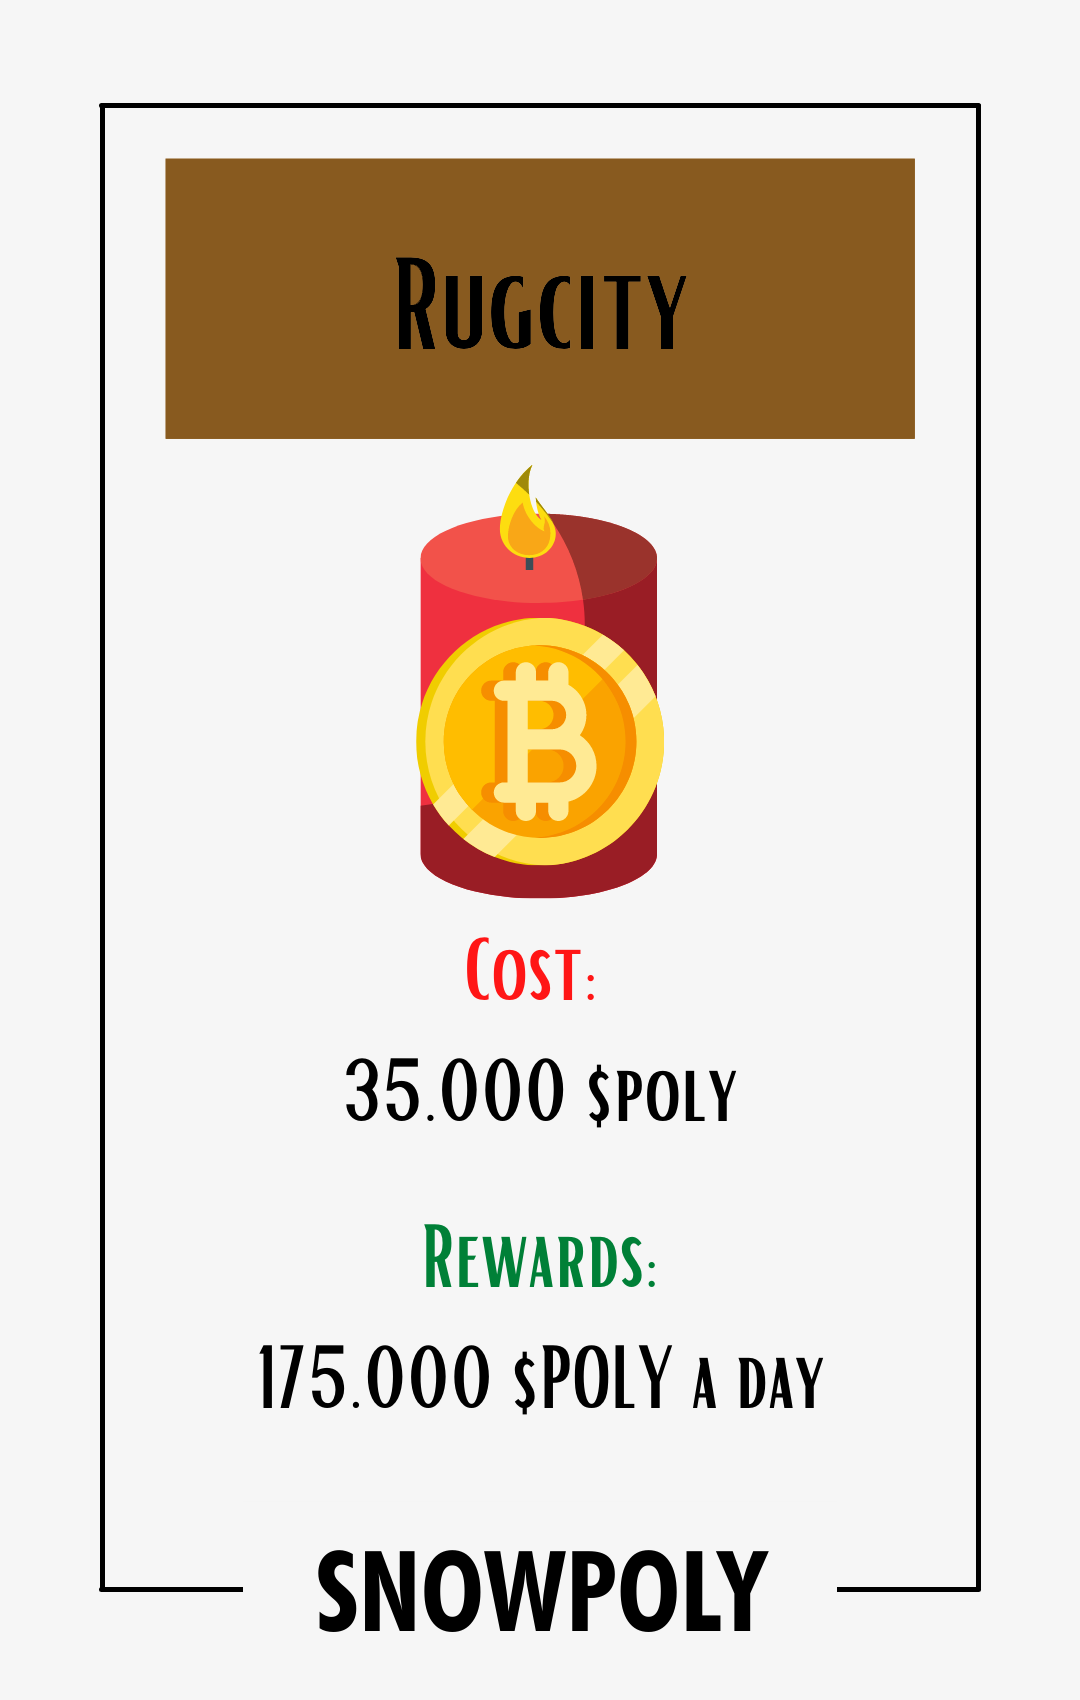 Rugcity
Cost:
35.000 $poly
Rewards:
175.000 $POLY a day
SNOWPOLY